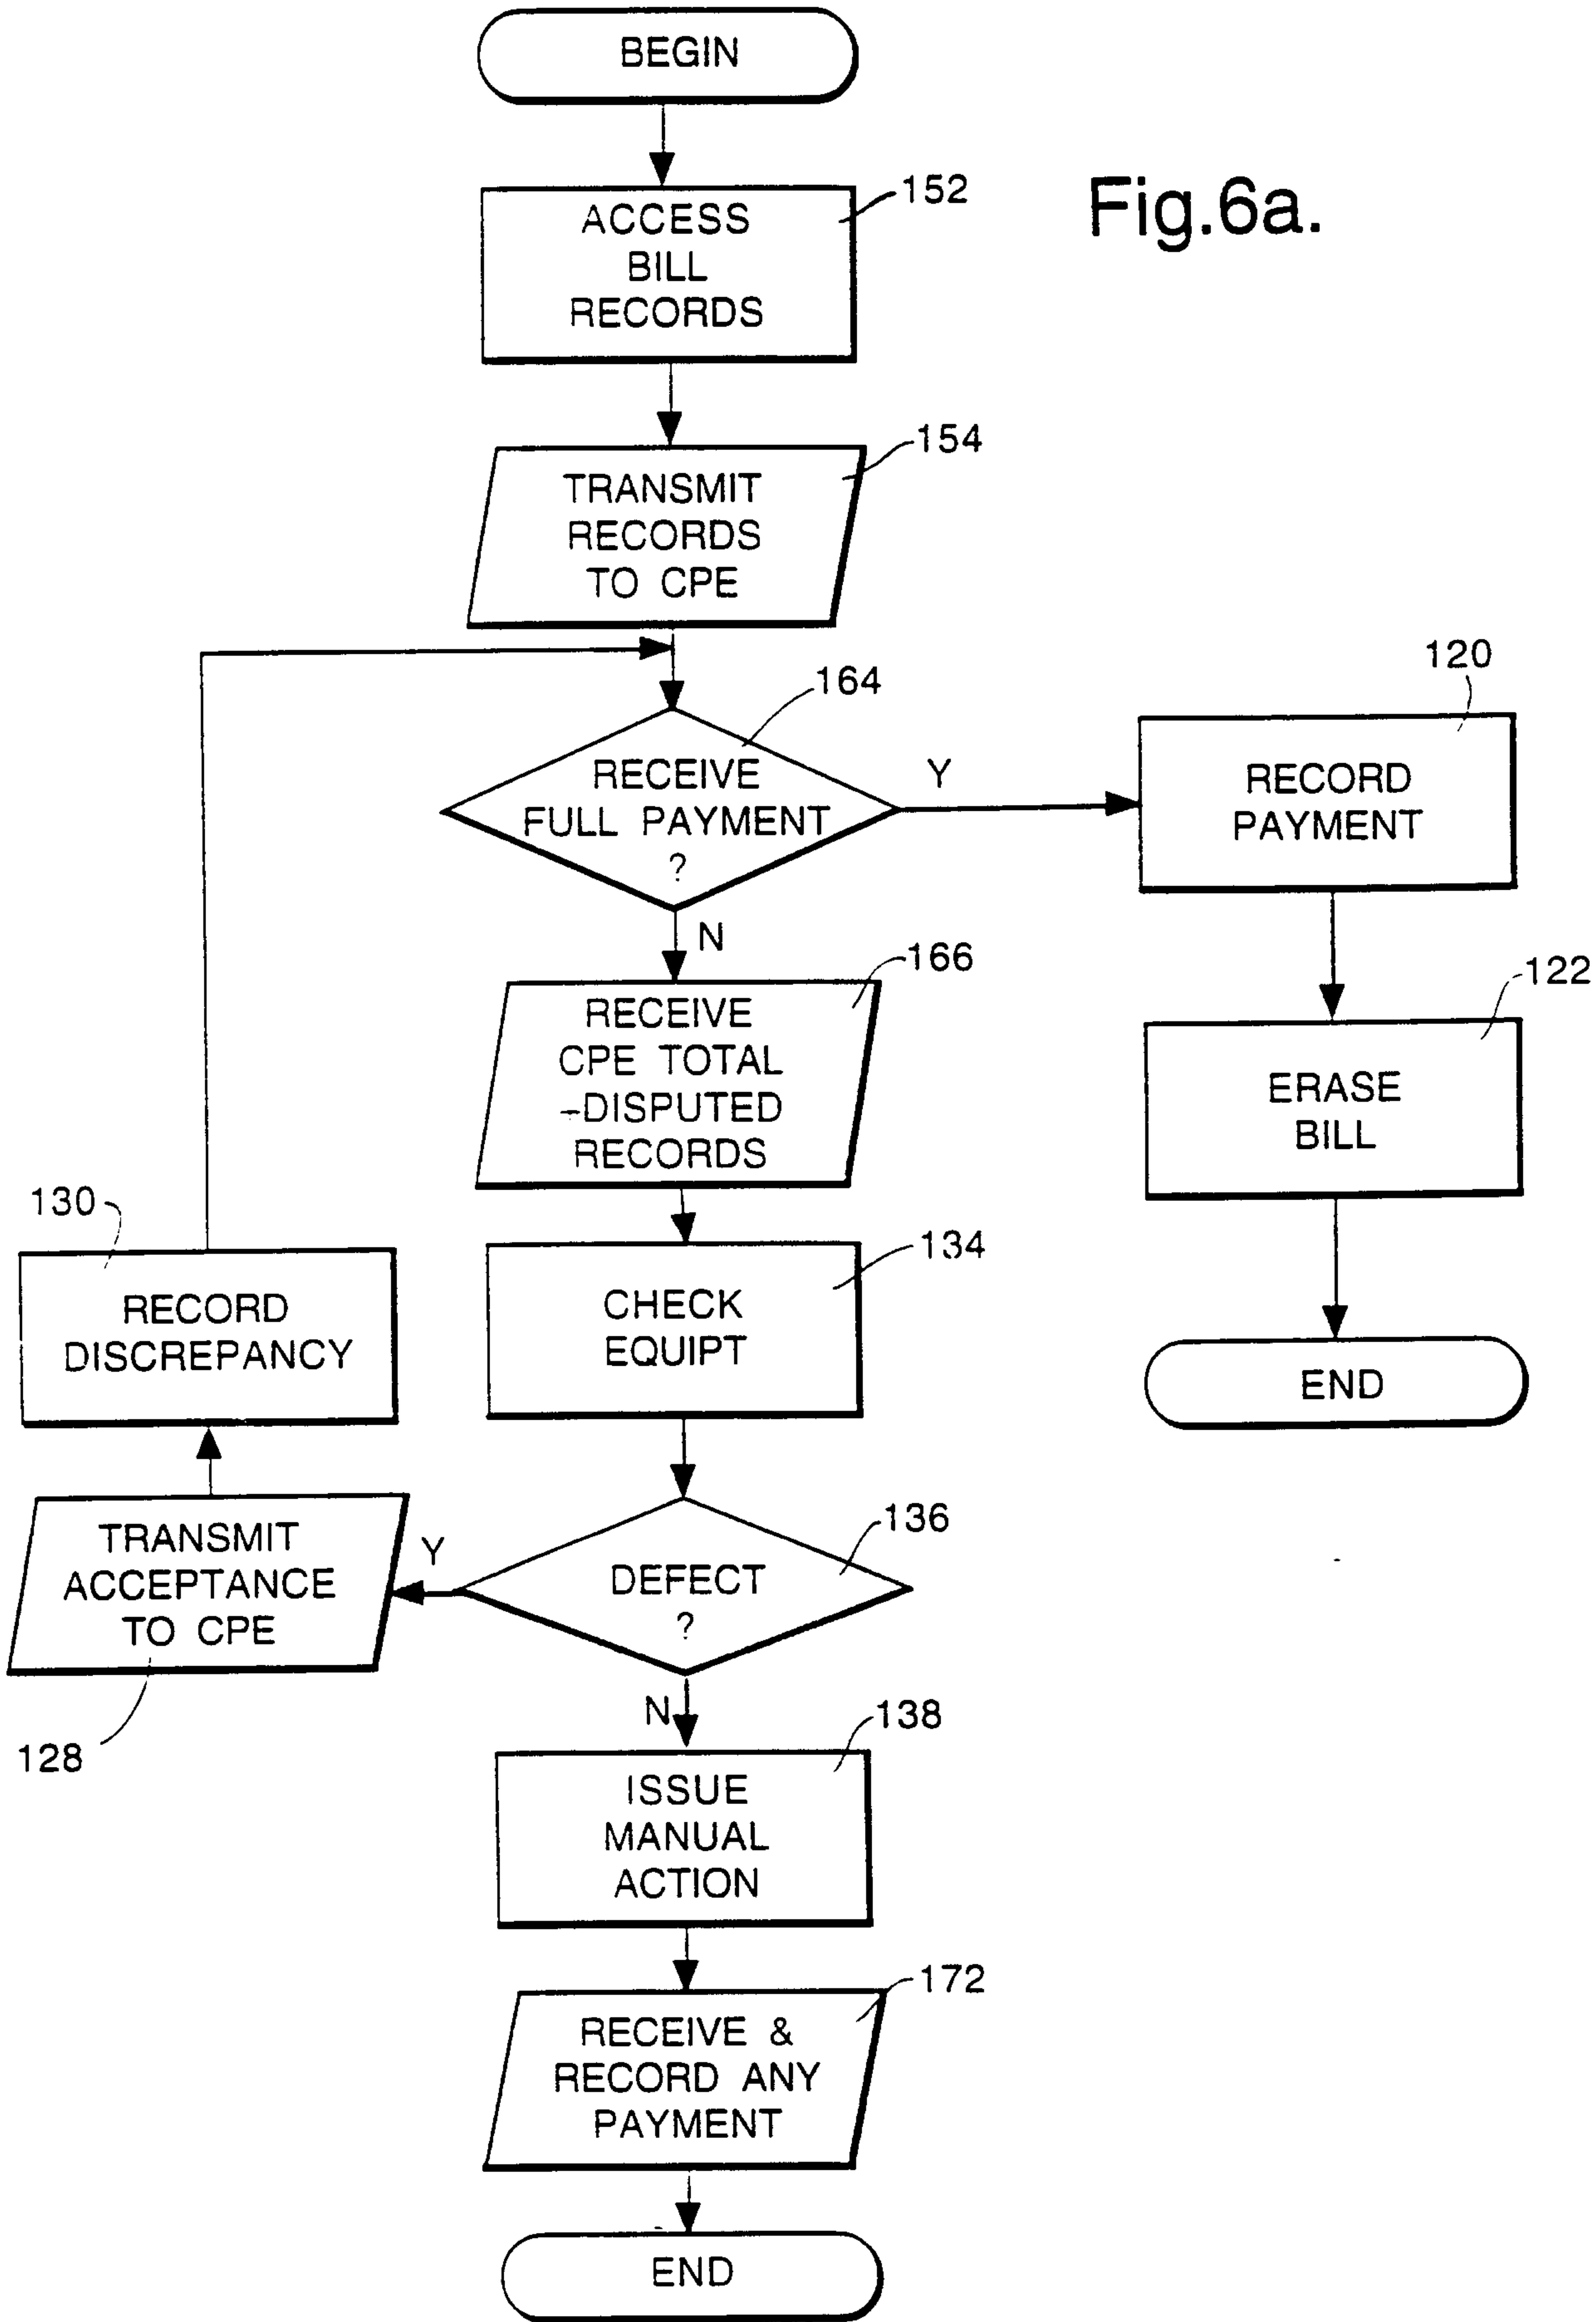 BEGIN
Fig.6a.
152
ACCESS
BILL
RECORDS
154
TRANSMIT
RECORDS
TO CPE
164
RECEIVE
FULL PAYMENT
?
Y
120
RECORD
PAYMENT
N
166
RECEIVE
CPE TOTAL
-DISPUTED
RECORDS
122
ERASE
BILL
130
RECORD
DISCREPANCY
134
CHECK
EQUIPT
END
TRANSMIT
ACCEPTANCE
TO CPE
128
Y
136
DEFECT
?
N
138
ISSUE
MANUAL
ACTION
172
RECEIVE &
RECORD ANY
PAYMENT
END